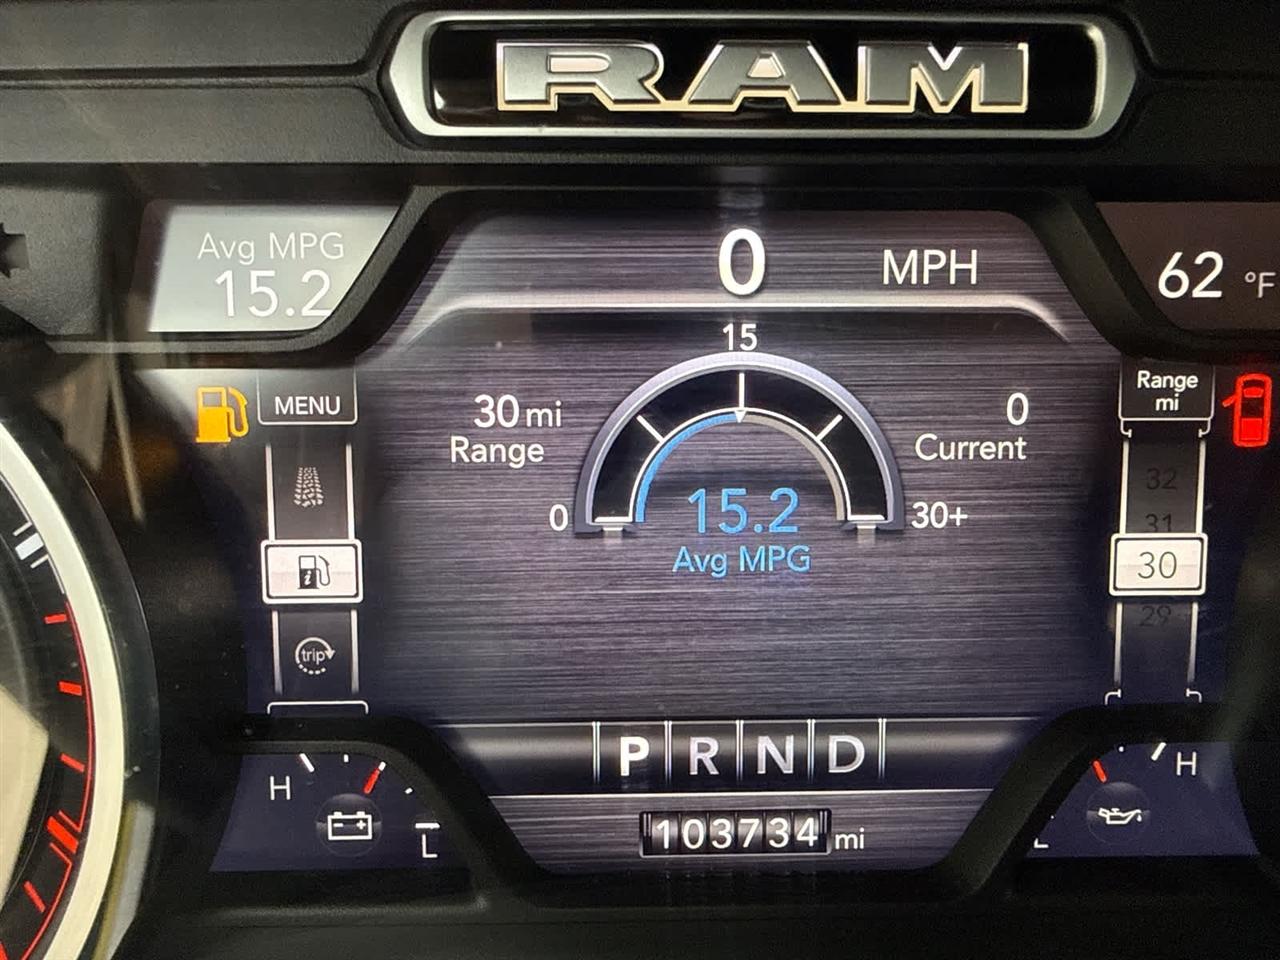 RAM
Avg MPG
15.2
0 MPH
62 °F
15
MENU
30 mi
Range
0
Current
Range
mi
0
30+
15.2
Avg MPG
32
31
30
29
trip
P R N D
H
L
H
L
103734 mi